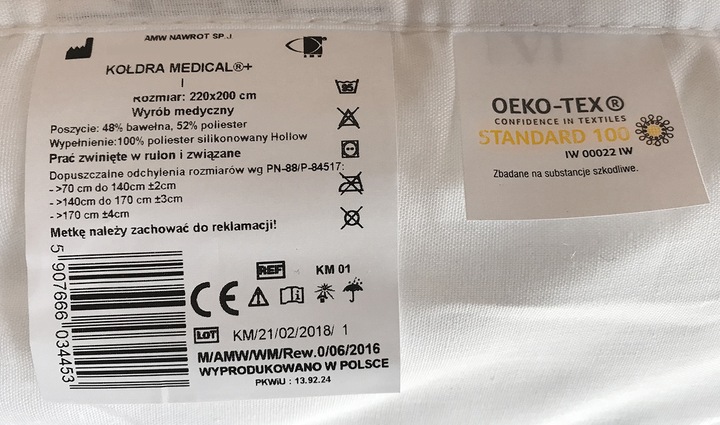 AMW NAWROT SP.J.
AMW
KOŁDRA MEDICAL®+
I
Rozmiar: 220x200 cm
Wyrób medyczny
Poszycie: 48% bawełna, 52% poliester
Wypełnienie:100% poliester silikonowany Hollow
Prać zwinięte w rulon i związane
Dopuszczalne odchylenia rozmiarów wg PN-88/P-84517:
->70 cm do 140cm ±2cm
->140cm do 170 cm ±3cm
->170 cm ±4cm
Metkę należy zachować do reklamacji!
95
5 907666 034453
REF KM 01
CE
LOT KM/21/02/2018/ 1
M/AMW/WM/Rew.0/06/2016
WYPRODUKOWANO W POLSCE
PKWiU : 13.92.24
OEKO-TEX®
CONFIDENCE IN TEXTILES
STANDARD 100
IW 00022 IW
Zbadane na substancje szkodliwe.